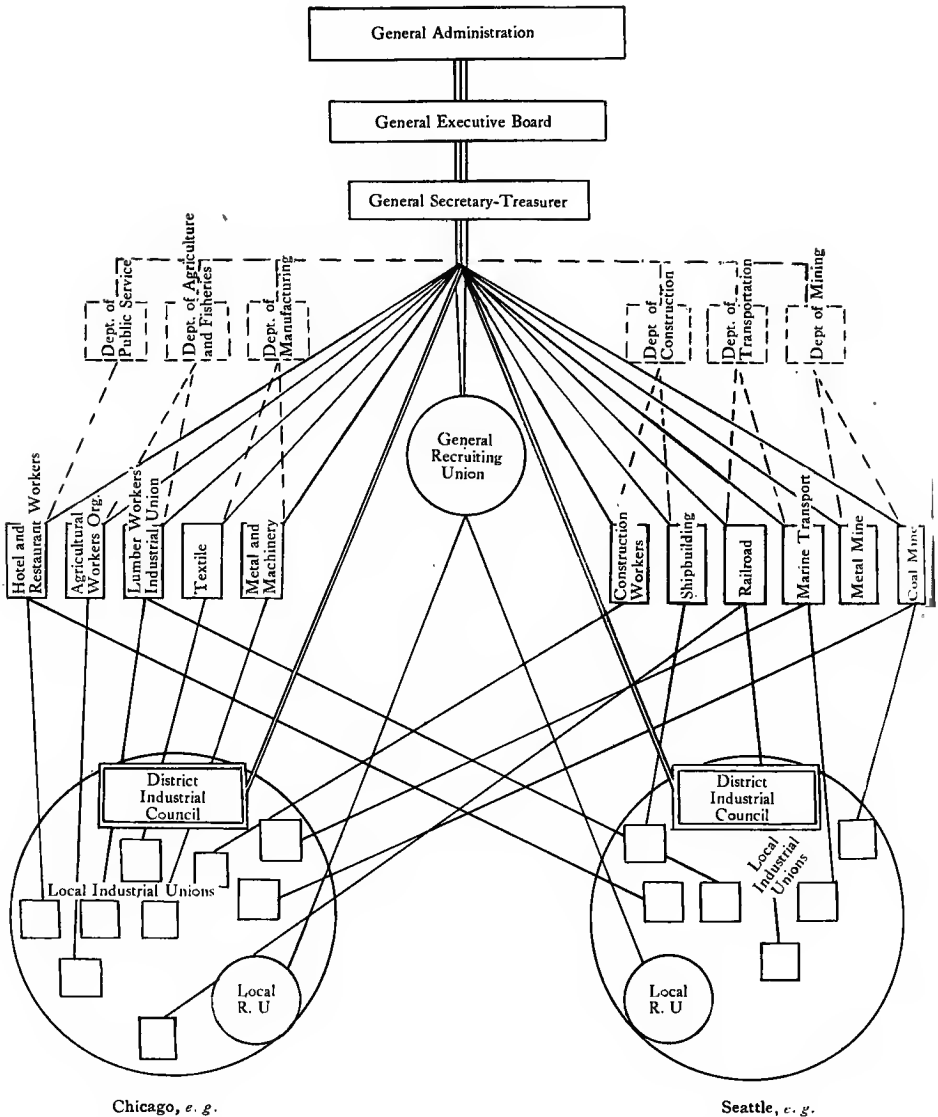 General Administration
General Executive Board
General Secretary-Treasurer
Dept. of
Public Service
Dept. of Agriculture
and Fisheries
Dept. of
Manufacturing
Dept of
Construction
Dept. of
Transportation
Dept of Mining
General
Recruiting
Union
Hotel and
Restaurant Workers
Agricultural
Workers Org.
Lumber Workers
Industrial Union
Textile
Metal and
Machinery
Construction
Workers
Shipbuilding
Railroad
Marine Transport
Metal Mine
Coal Mine
District
Industrial
Council
Local Industrial Unions
Local
R. U
District
Industrial
Council
Local
Industrial
Unions
Local
R. U
Chicago, e. g.
Seattle, e. g.